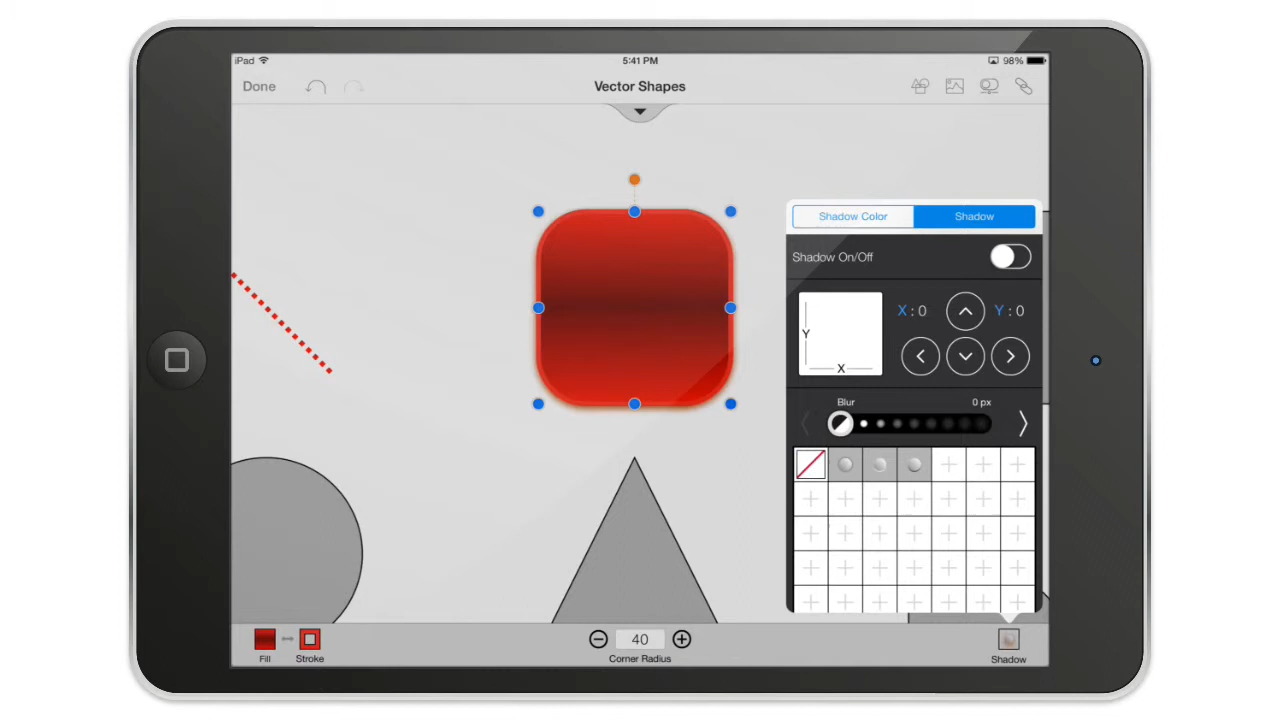 iPad 5:41 PM 98%
Done Vector Shapes
Shadow Color Shadow
Shadow On/Off
X : 0 Y : 0
Y
X
Blur 0 px
40
Fill Stroke Corner Radius Shadow